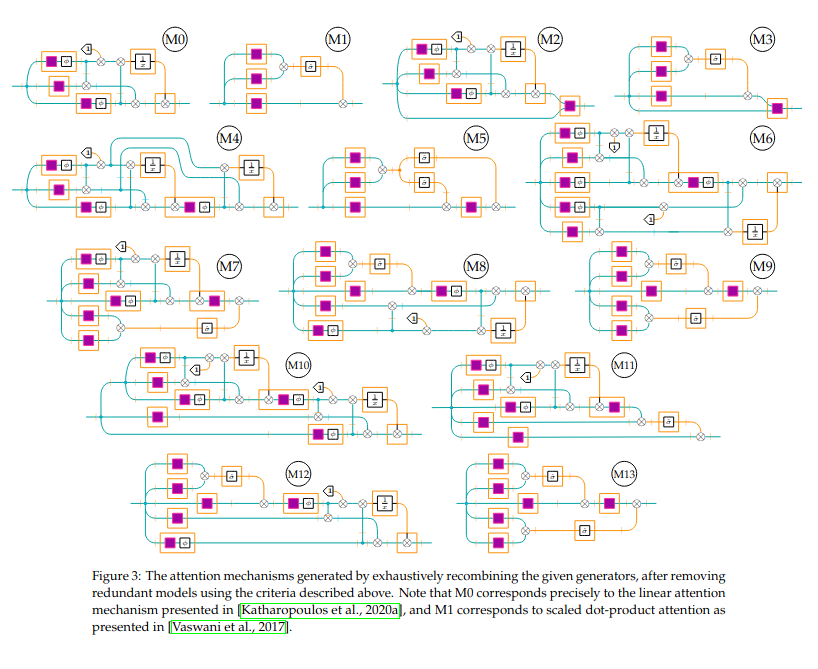 M0
M1
M2
M3
M4
M5
M6
M7
M8
M9
M10
M11
M12
M13
Figure 3: The attention mechanisms generated by exhaustively recombining the given generators, after removing
redundant models using the criteria described above. Note that M0 corresponds precisely to the linear attention
mechanism presented in [Katharopoulos et al., 2020a], and M1 corresponds to scaled dot-product attention as
presented in [Vaswani et al., 2017].